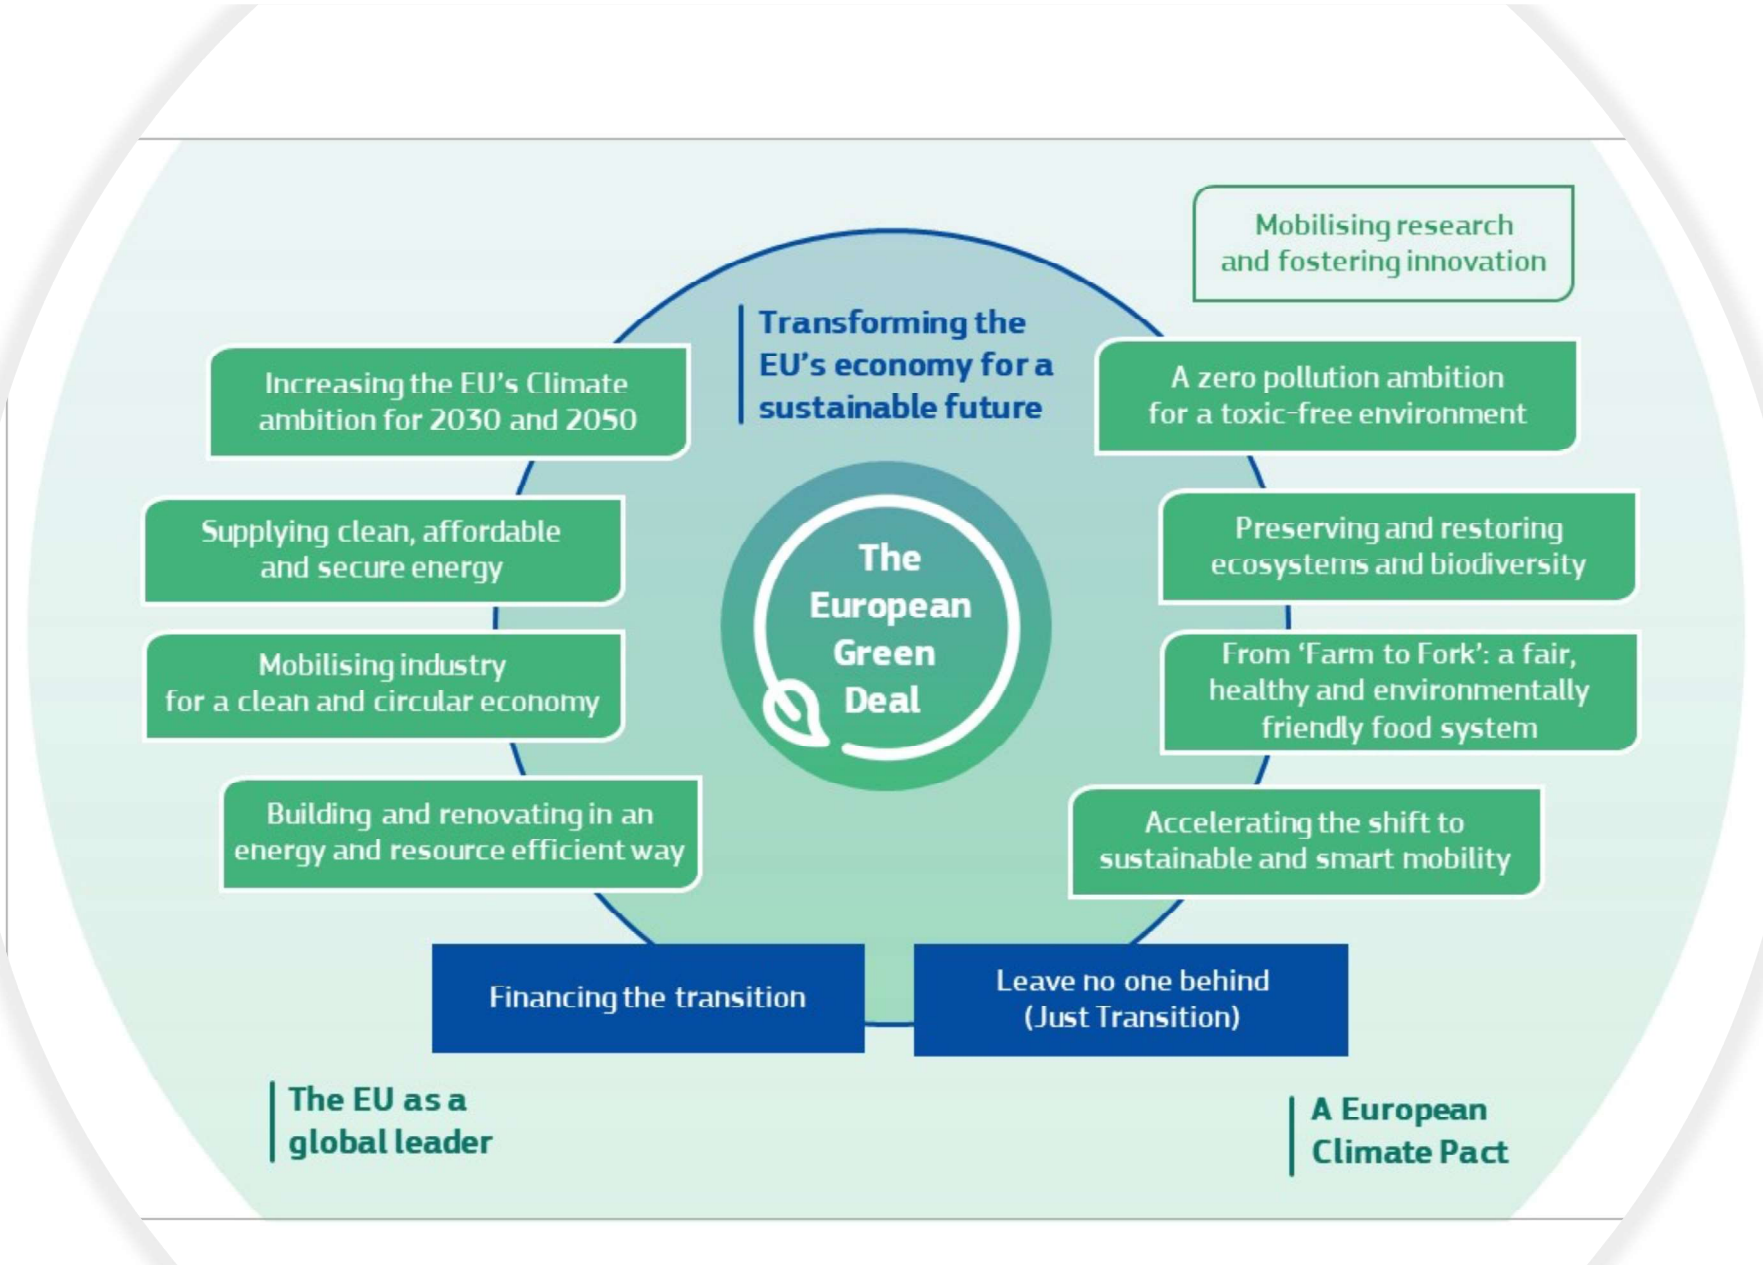 Mobilising research
and fostering innovation
Transforming the
EU's economy for a
sustainable future
Increasing the EU's Climate
ambition for 2030 and 2050
Supplying clean, affordable
and secure energy
Mobilising industry
for a clean and circular economy
Building and renovating in an
energy and resource efficient way
The
European
Green
Deal
A zero pollution ambition
for a toxic-free environment
Preserving and restoring
ecosystems and biodiversity
From ‘Farm to Fork’: a fair,
healthy and environmentally
friendly food system
Accelerating the shift to
sustainable and smart mobility
Financing the transition
Leave no one behind
(Just Transition)
The EU as a
global leader
A European
Climate Pact